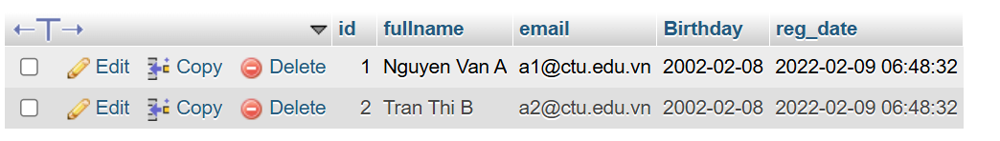 id fullname email Birthday reg_date
Edit Copy Delete 1 Nguyen Van A a1@ctu.edu.vn 2002-02-08 2022-02-09 06:48:32
Edit Copy Delete 2 Tran Thi B a2@ctu.edu.vn 2002-02-08 2022-02-09 06:48:32